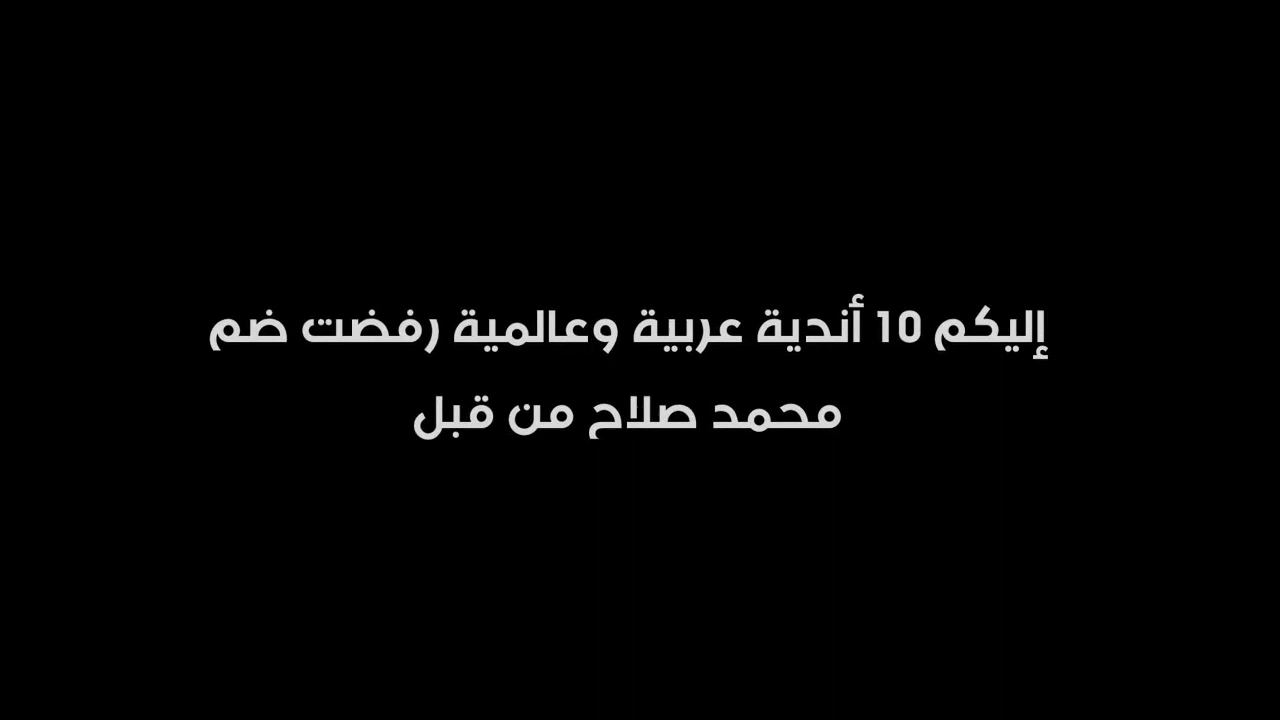 إليكم 10 أندية عربية وعالمية رفضت ضم
محمد صلاح من قبل